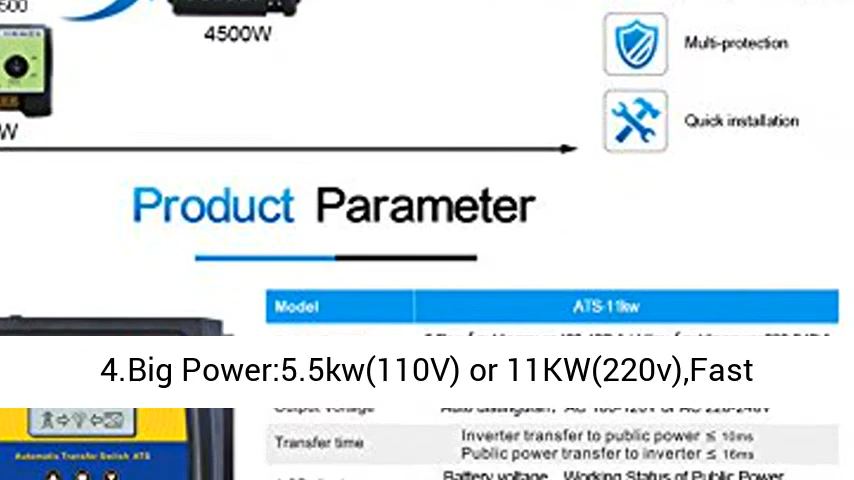 500
4500W
Multi-protection
W
Quick installation
Product Parameter
Model ATS-11kw
4.Big Power:5.5kw(110V) or 11KW(220v),Fast
Output voltage
Automatic Transfer Switch ATS
Transfer time
Inverter transfer to public power ≤ 10ms
Public power transfer to inverter ≤ 16ms
Battery voltage Working Status of Public Power